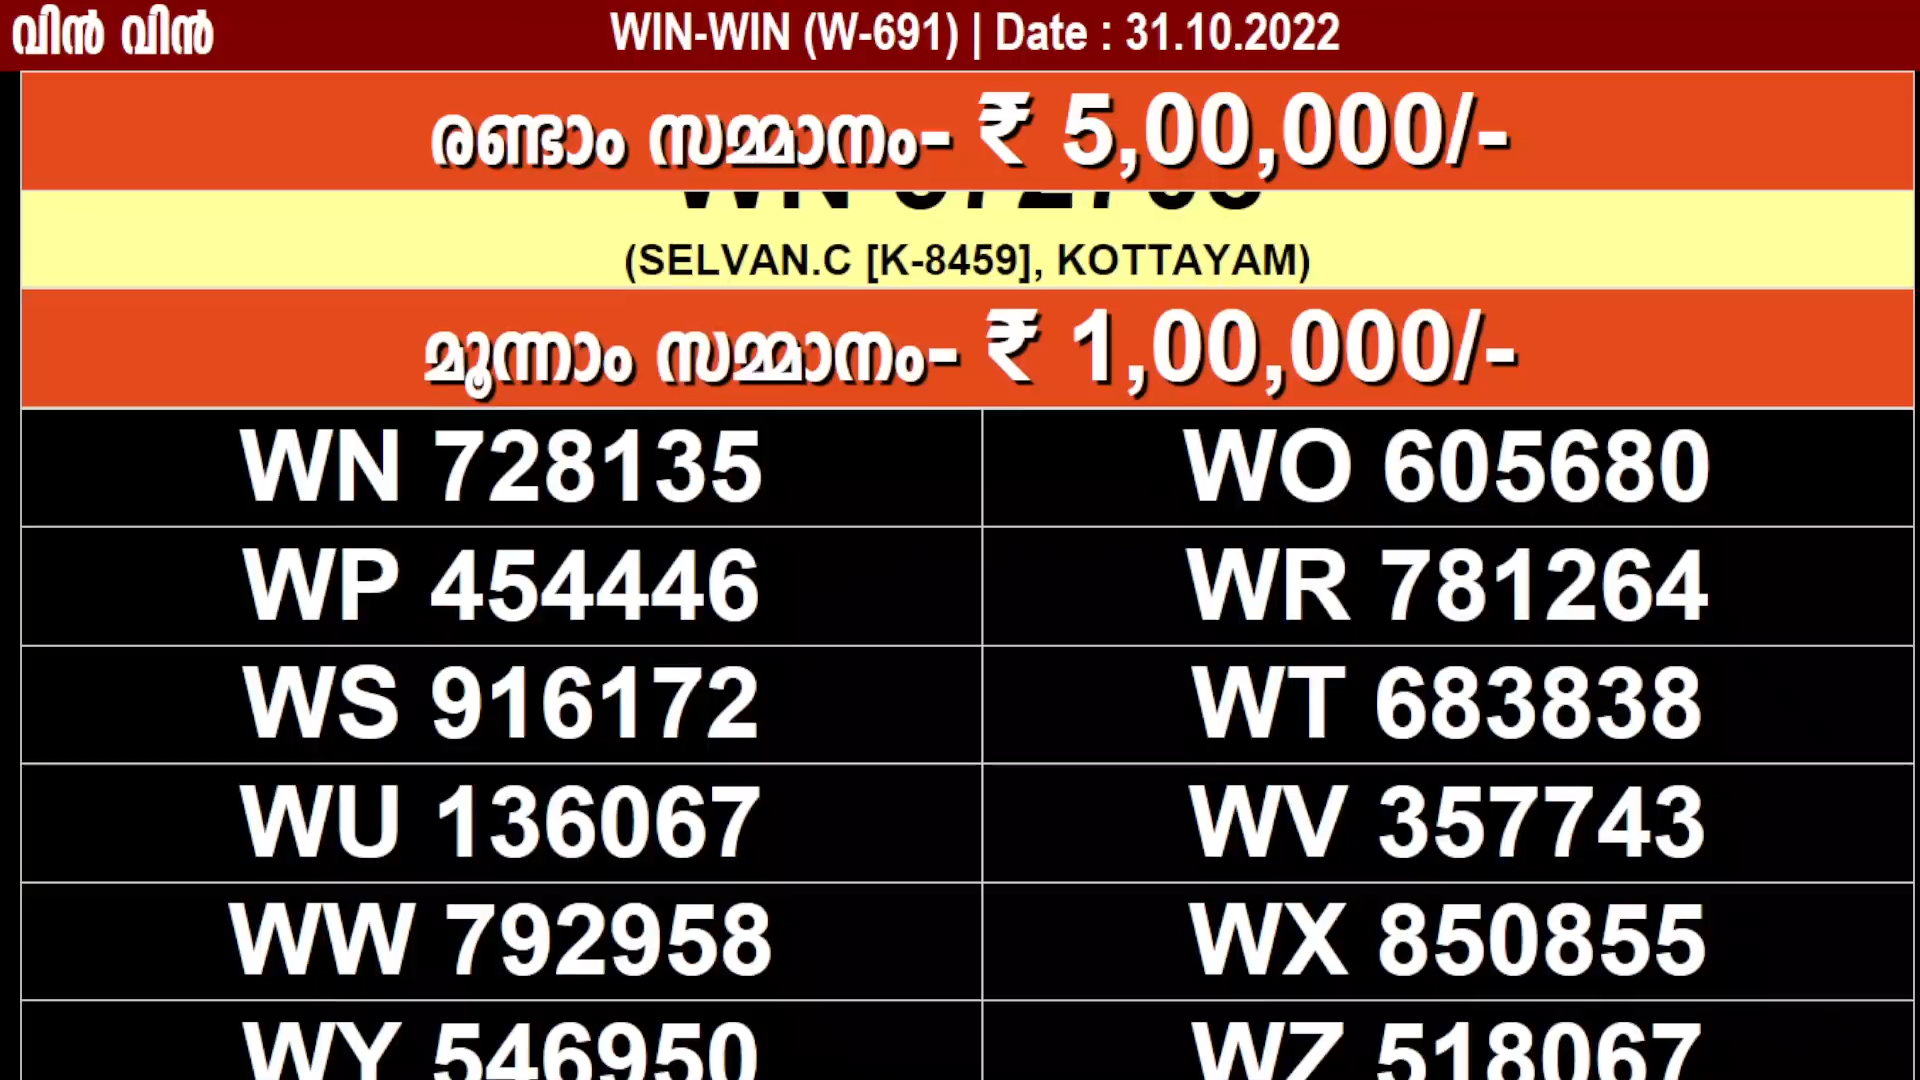 വിൻ വിൻ
WIN-WIN (W-691) | Date : 31.10.2022
രണ്ടാം സമ്മാനം- ₹ 5,00,000/-
(SELVAN.C [K-8459], KOTTAYAM)
മൂന്നാം സമ്മാനം- ₹ 1,00,000/-
WN 728135 WO 605680
WP 454446 WR 781264
WS 916172 WT 683838
WU 136067 WV 357743
WW 792958 WX 850855
WY 546950 WZ 518067